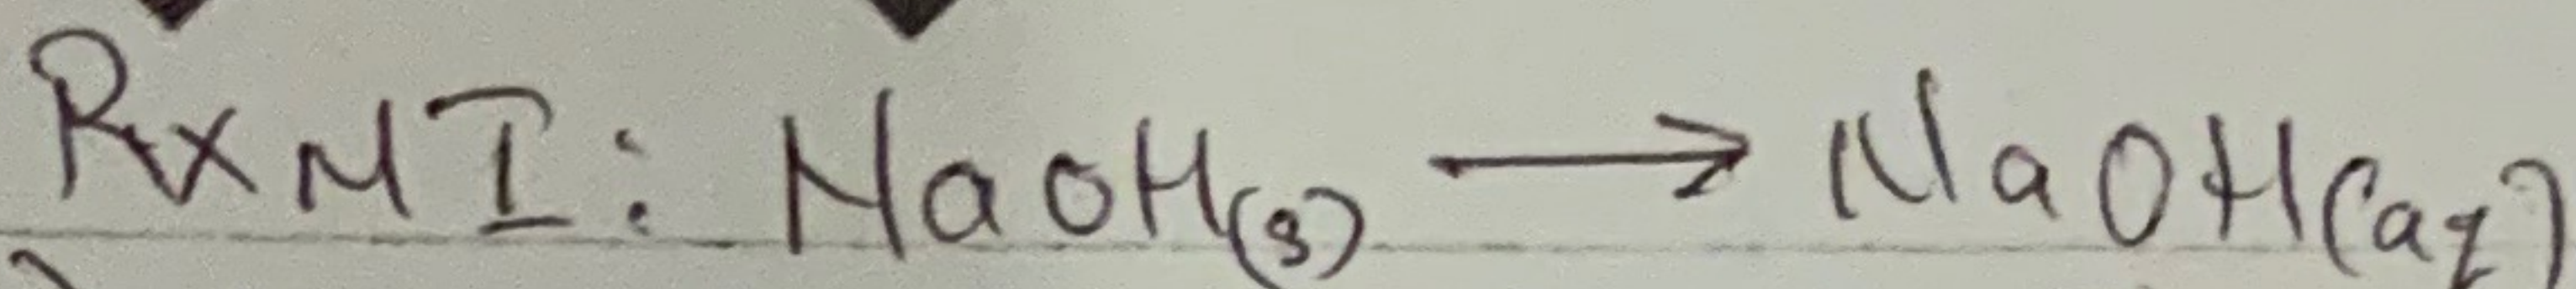 RxN I: NaOH(s) → NaOH(aq)